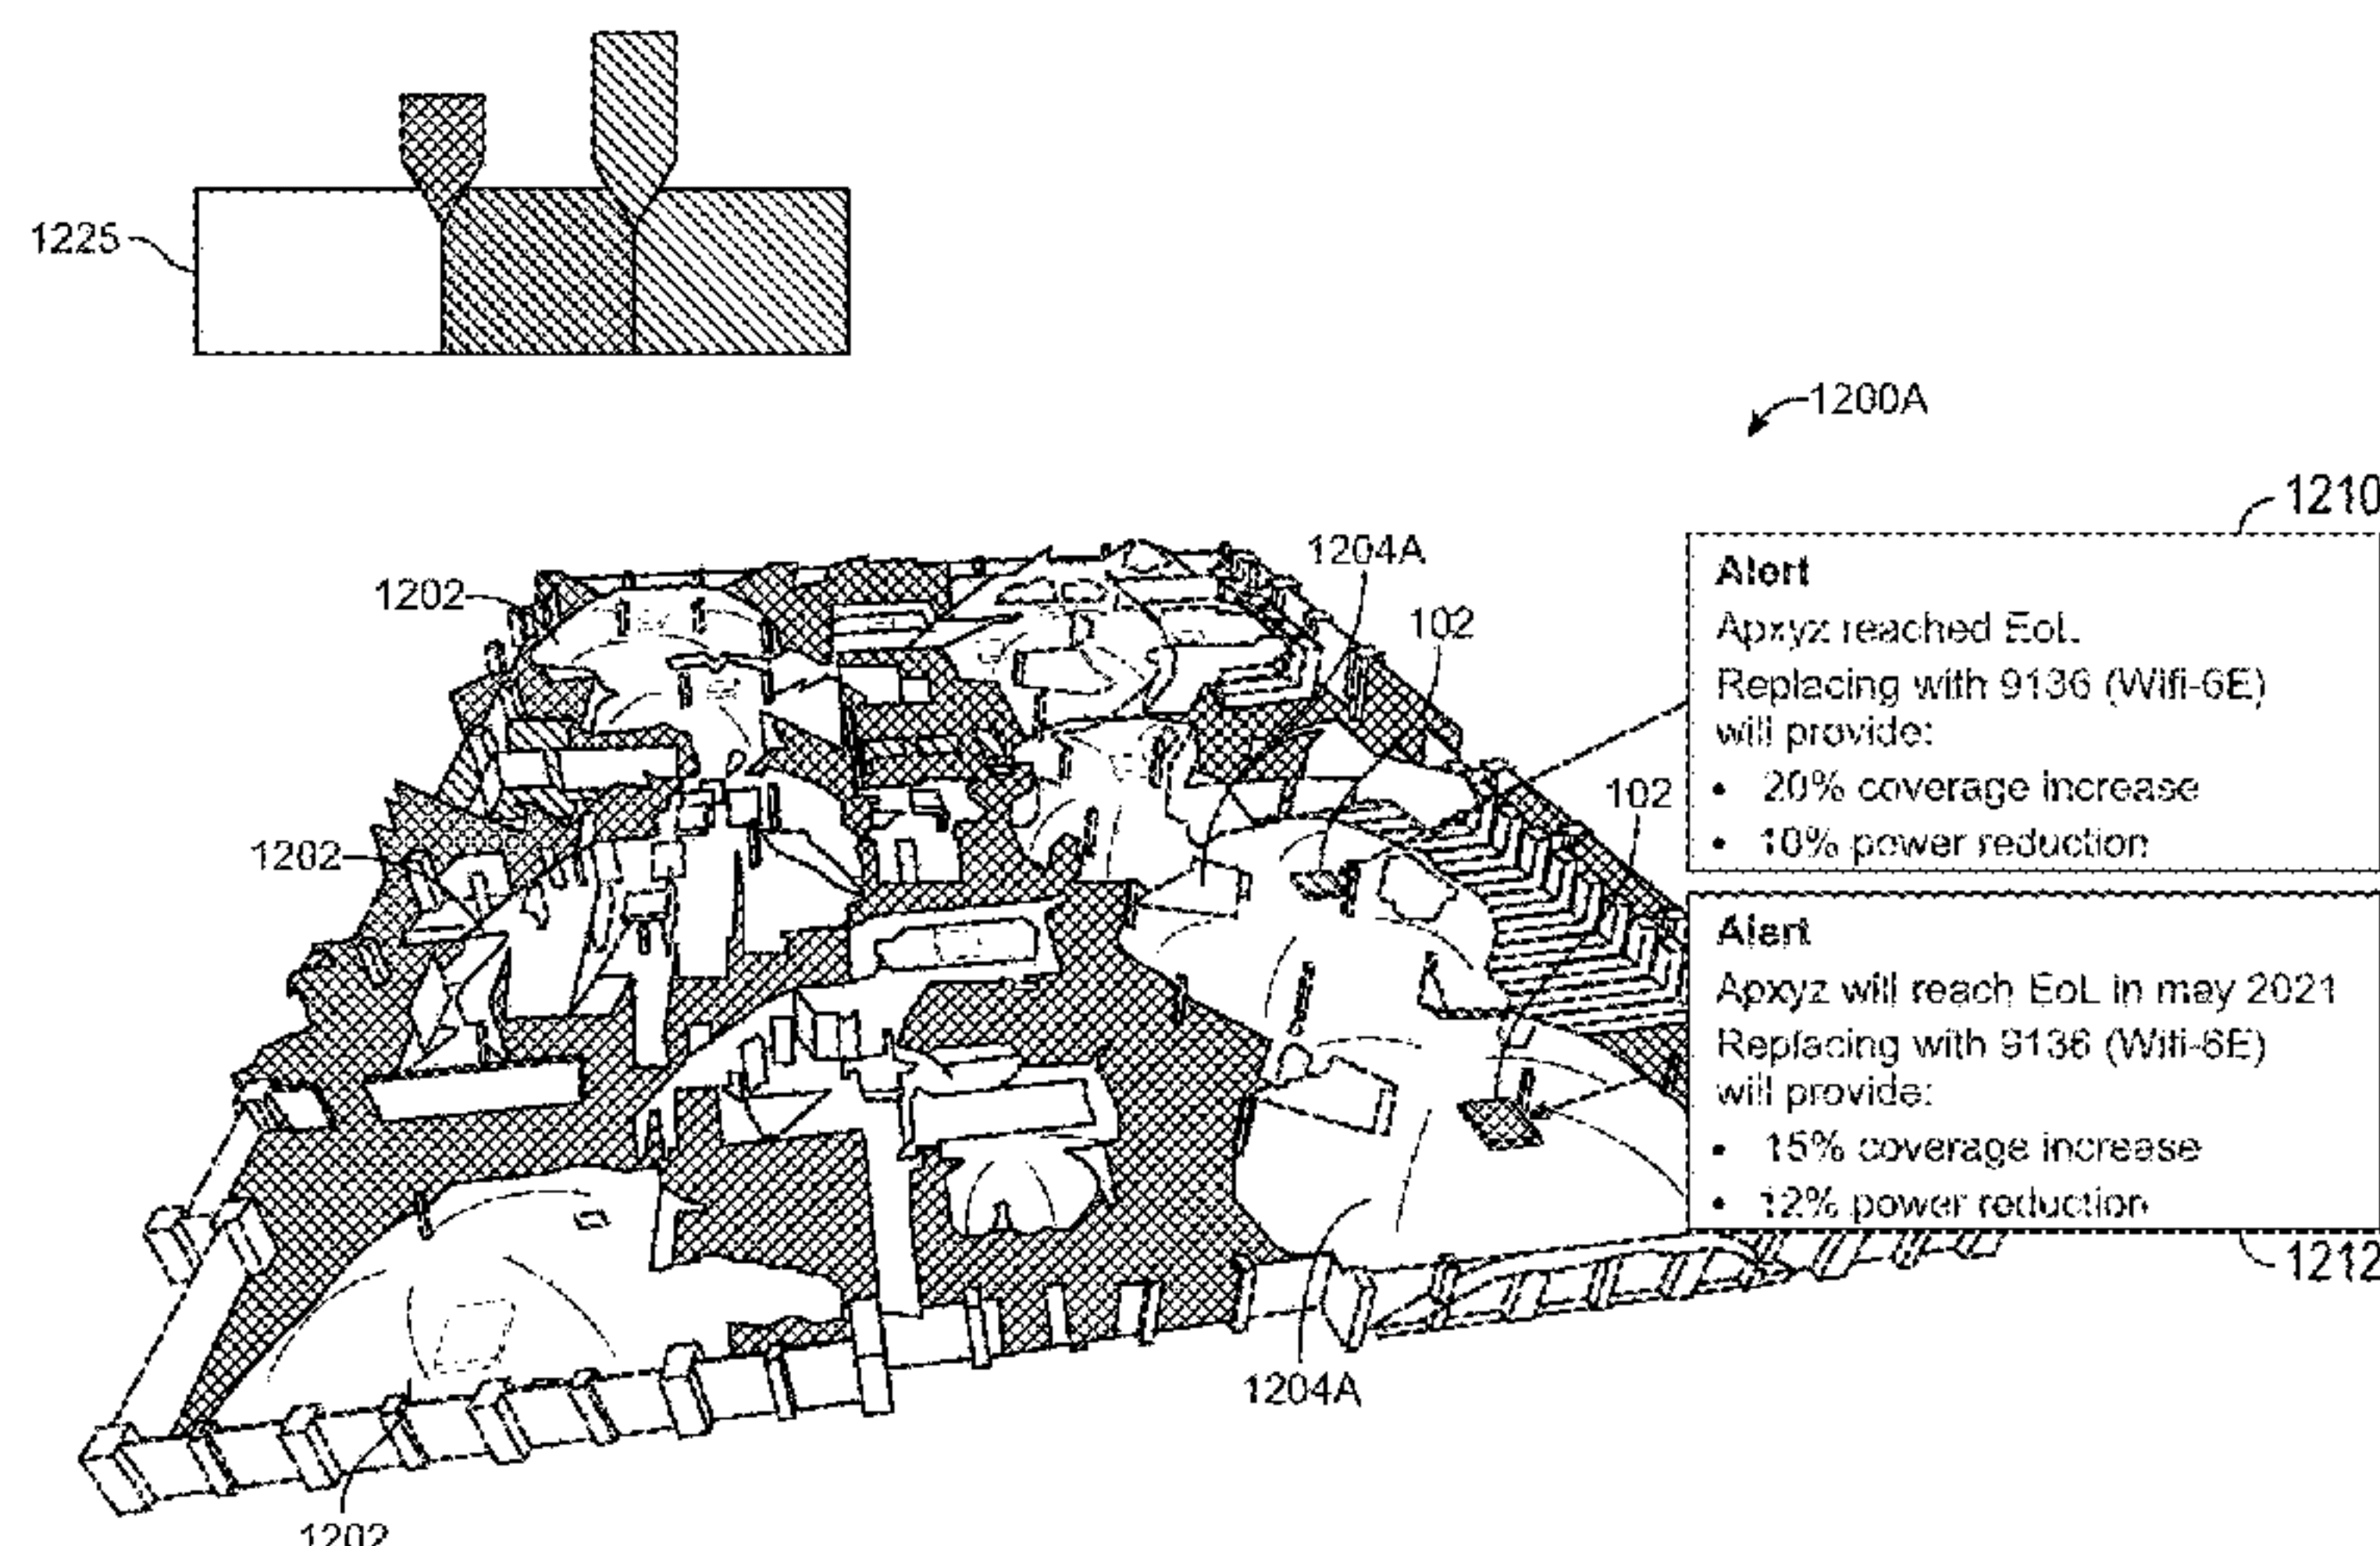 1225
1200A
1210
1204A
1202
102
Alert
Apxyz reached EoL
Replacing with 9136 (Wifi-6E)
will provide:
• 20% coverage increase
• 10% power reduction
102
1202
Alert
Apxyz will reach EoL in may 2021
Replacing with 9136 (Wifi-6E)
will provide:
• 15% coverage increase
• 12% power reduction
1212
1204A
1202